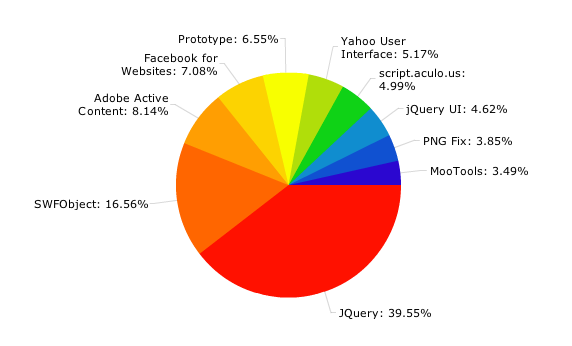 Prototype: 6.55%
Yahoo User
Interface: 5.17%
Facebook for
Websites: 7.08%
script.aculo.us:
4.99%
Adobe Active
Content: 8.14%
jQuery UI: 4.62%
PNG Fix: 3.85%
MooTools: 3.49%
SWFObject: 16.56%
JQuery: 39.55%